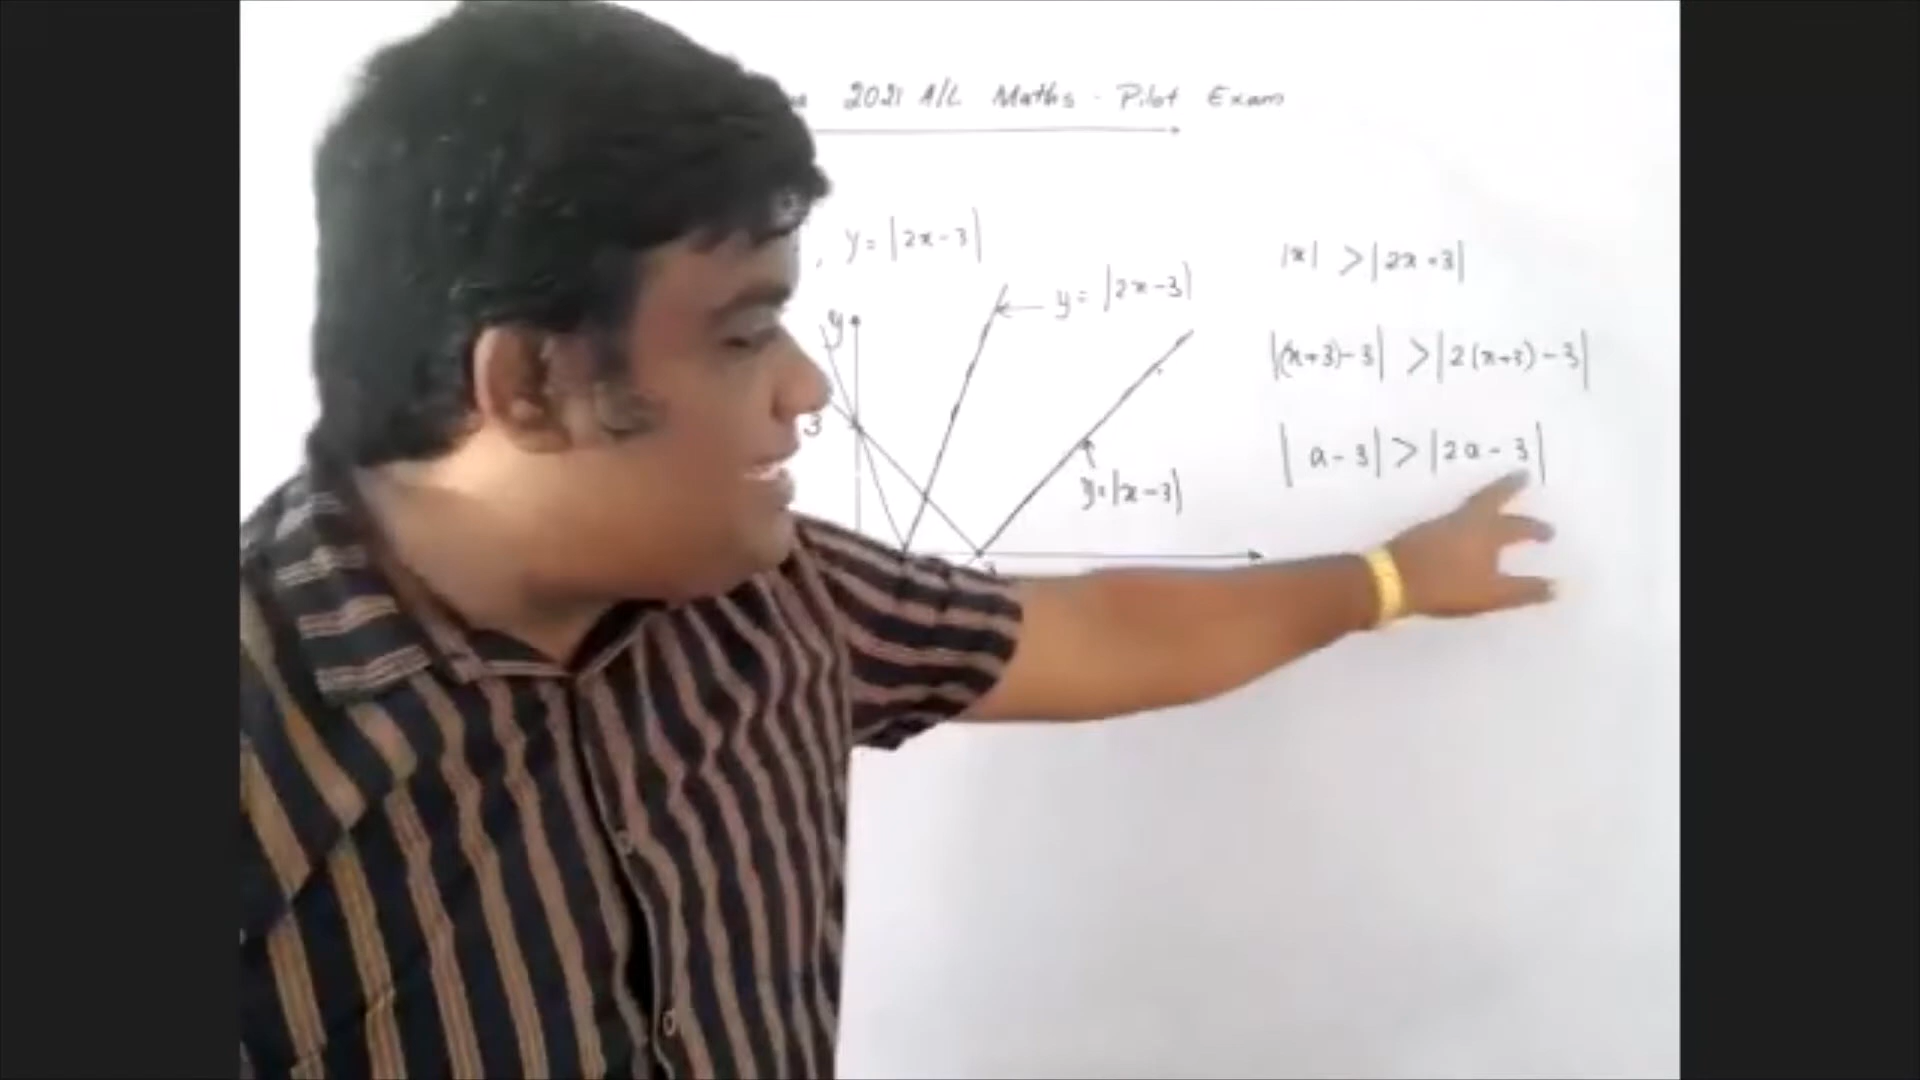 2021 A/L Maths - Pilot Exam
, y = |2x-3|
y = |2x-3|
y
3
y=|x-3|
|x| > |2x+3|
|(x+3)-3| > |2(x+3)-3|
|a-3| > |2a-3|